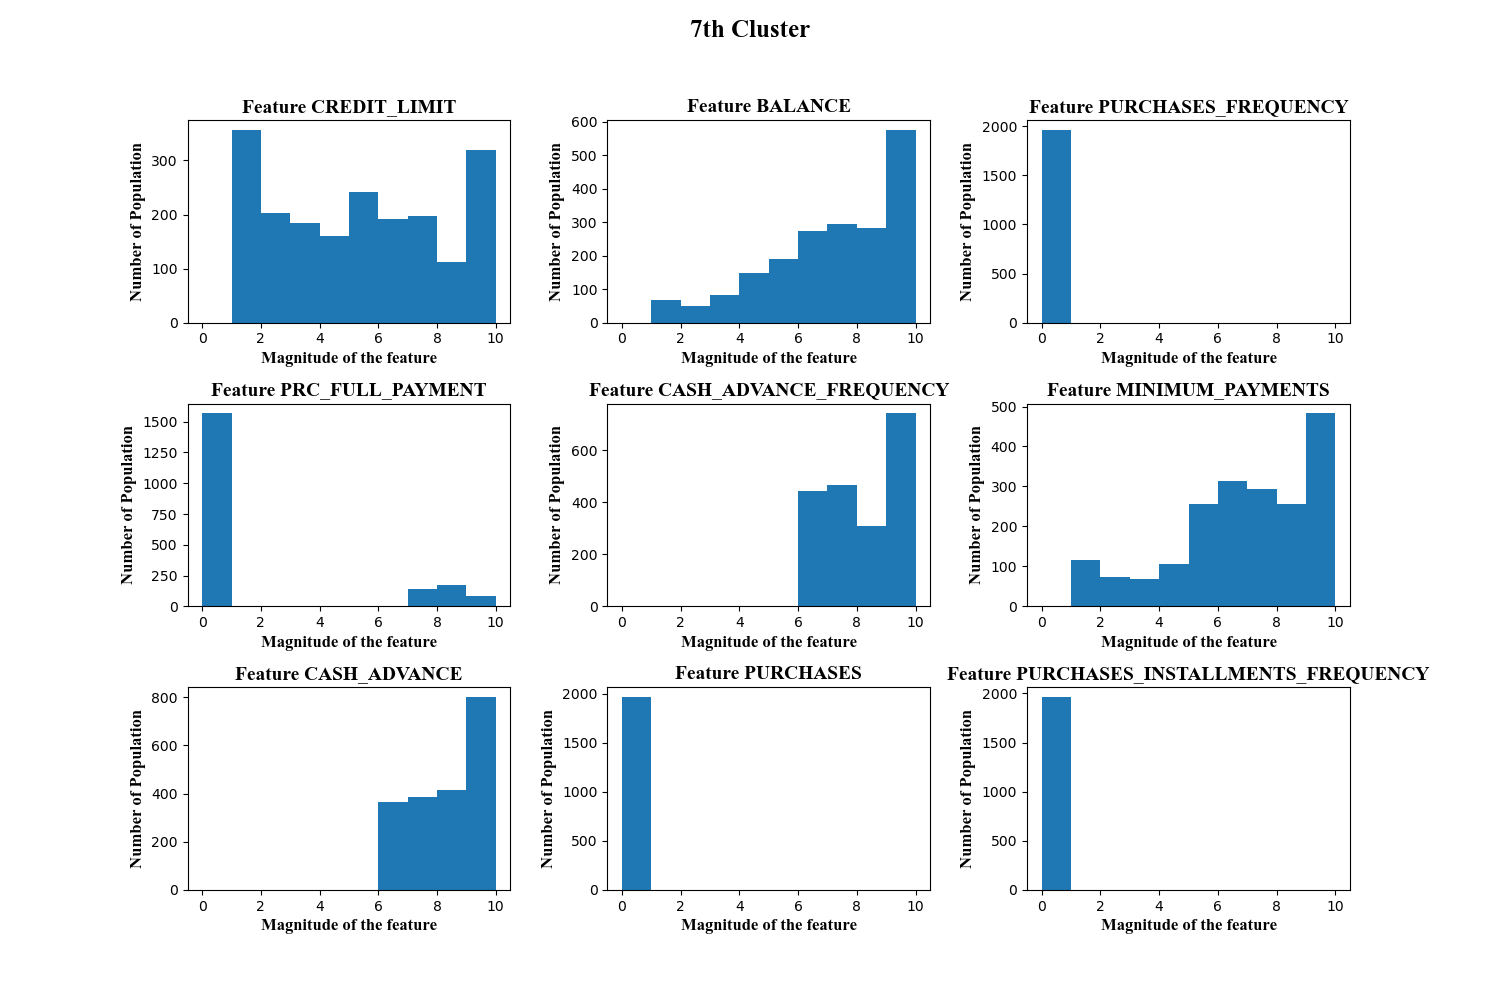 7th Cluster
Feature CREDIT_LIMIT
Number of Population
300
200
100
0
0 2 4 6 8 10
Magnitude of the feature
Feature BALANCE
Number of Population
600
500
400
300
200
100
0
0 2 4 6 8 10
Magnitude of the feature
Feature PURCHASES_FREQUENCY
Number of Population
2000
1500
1000
500
0
0 2 4 6 8 10
Magnitude of the feature
Feature PRC_FULL_PAYMENT
Number of Population
1500
1250
1000
750
500
250
0
0 2 4 6 8 10
Magnitude of the feature
Feature CASH_ADVANCE_FREQUENCY
Number of Population
600
400
200
0
0 2 4 6 8 10
Magnitude of the feature
Feature MINIMUM_PAYMENTS
Number of Population
500
400
300
200
100
0
0 2 4 6 8 10
Magnitude of the feature
Feature CASH_ADVANCE
Number of Population
800
600
400
200
0
0 2 4 6 8 10
Magnitude of the feature
Feature PURCHASES
Number of Population
2000
1500
1000
500
0
0 2 4 6 8 10
Magnitude of the feature
Feature PURCHASES_INSTALLMENTS_FREQUENCY
Number of Population
2000
1500
1000
500
0
0 2 4 6 8 10
Magnitude of the feature